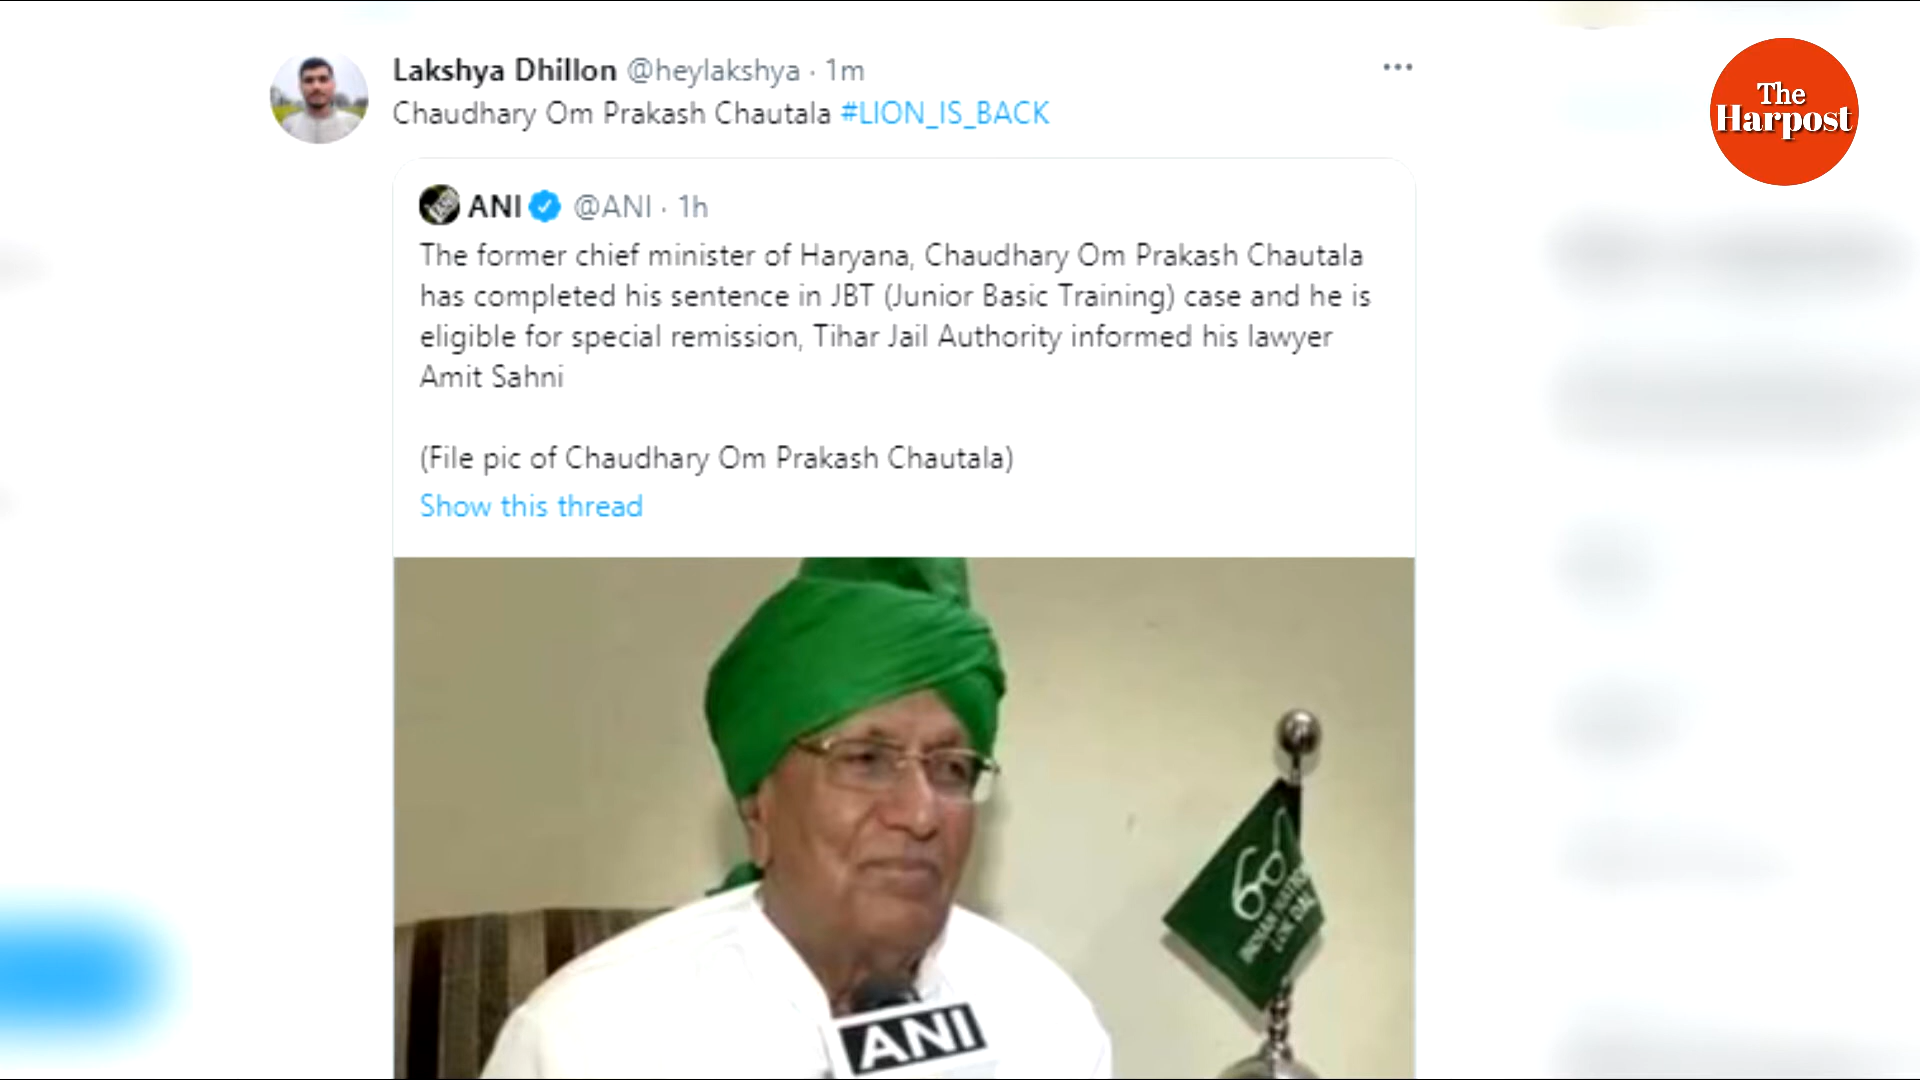 Lakshya Dhillon @heylakshya · 1m
Chaudhary Om Prakash Chautala #LION_IS_BACK
The
Harpost
ANI @ANI · 1h
The former chief minister of Haryana, Chaudhary Om Prakash Chautala
has completed his sentence in JBT (Junior Basic Training) case and he is
eligible for special remission, Tihar Jail Authority informed his lawyer
Amit Sahni
(File pic of Chaudhary Om Prakash Chautala)
Show this thread
INDIAN
LOK DAL
ANI